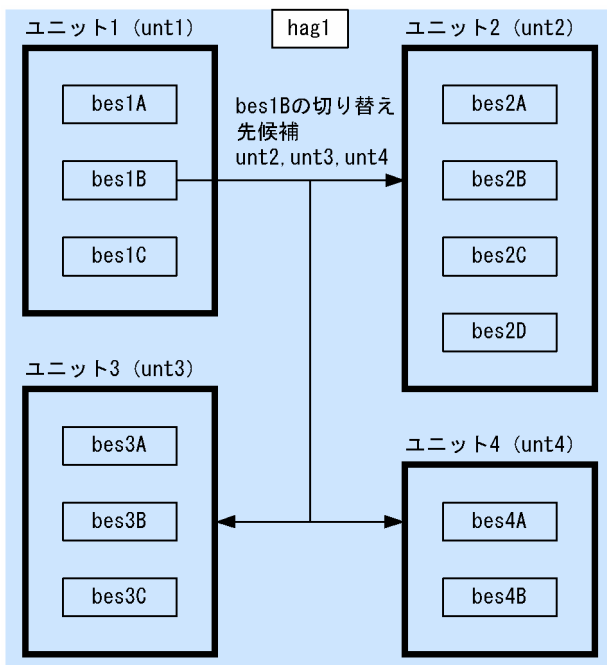 hag1
ユニット1 (unt1)
bes1A
bes1B
bes1C
bes1Bの切り替え
先候補
unt2,unt3,unt4
ユニット2 (unt2)
bes2A
bes2B
bes2C
bes2D
ユニット3 (unt3)
bes3A
bes3B
bes3C
ユニット4 (unt4)
bes4A
bes4B